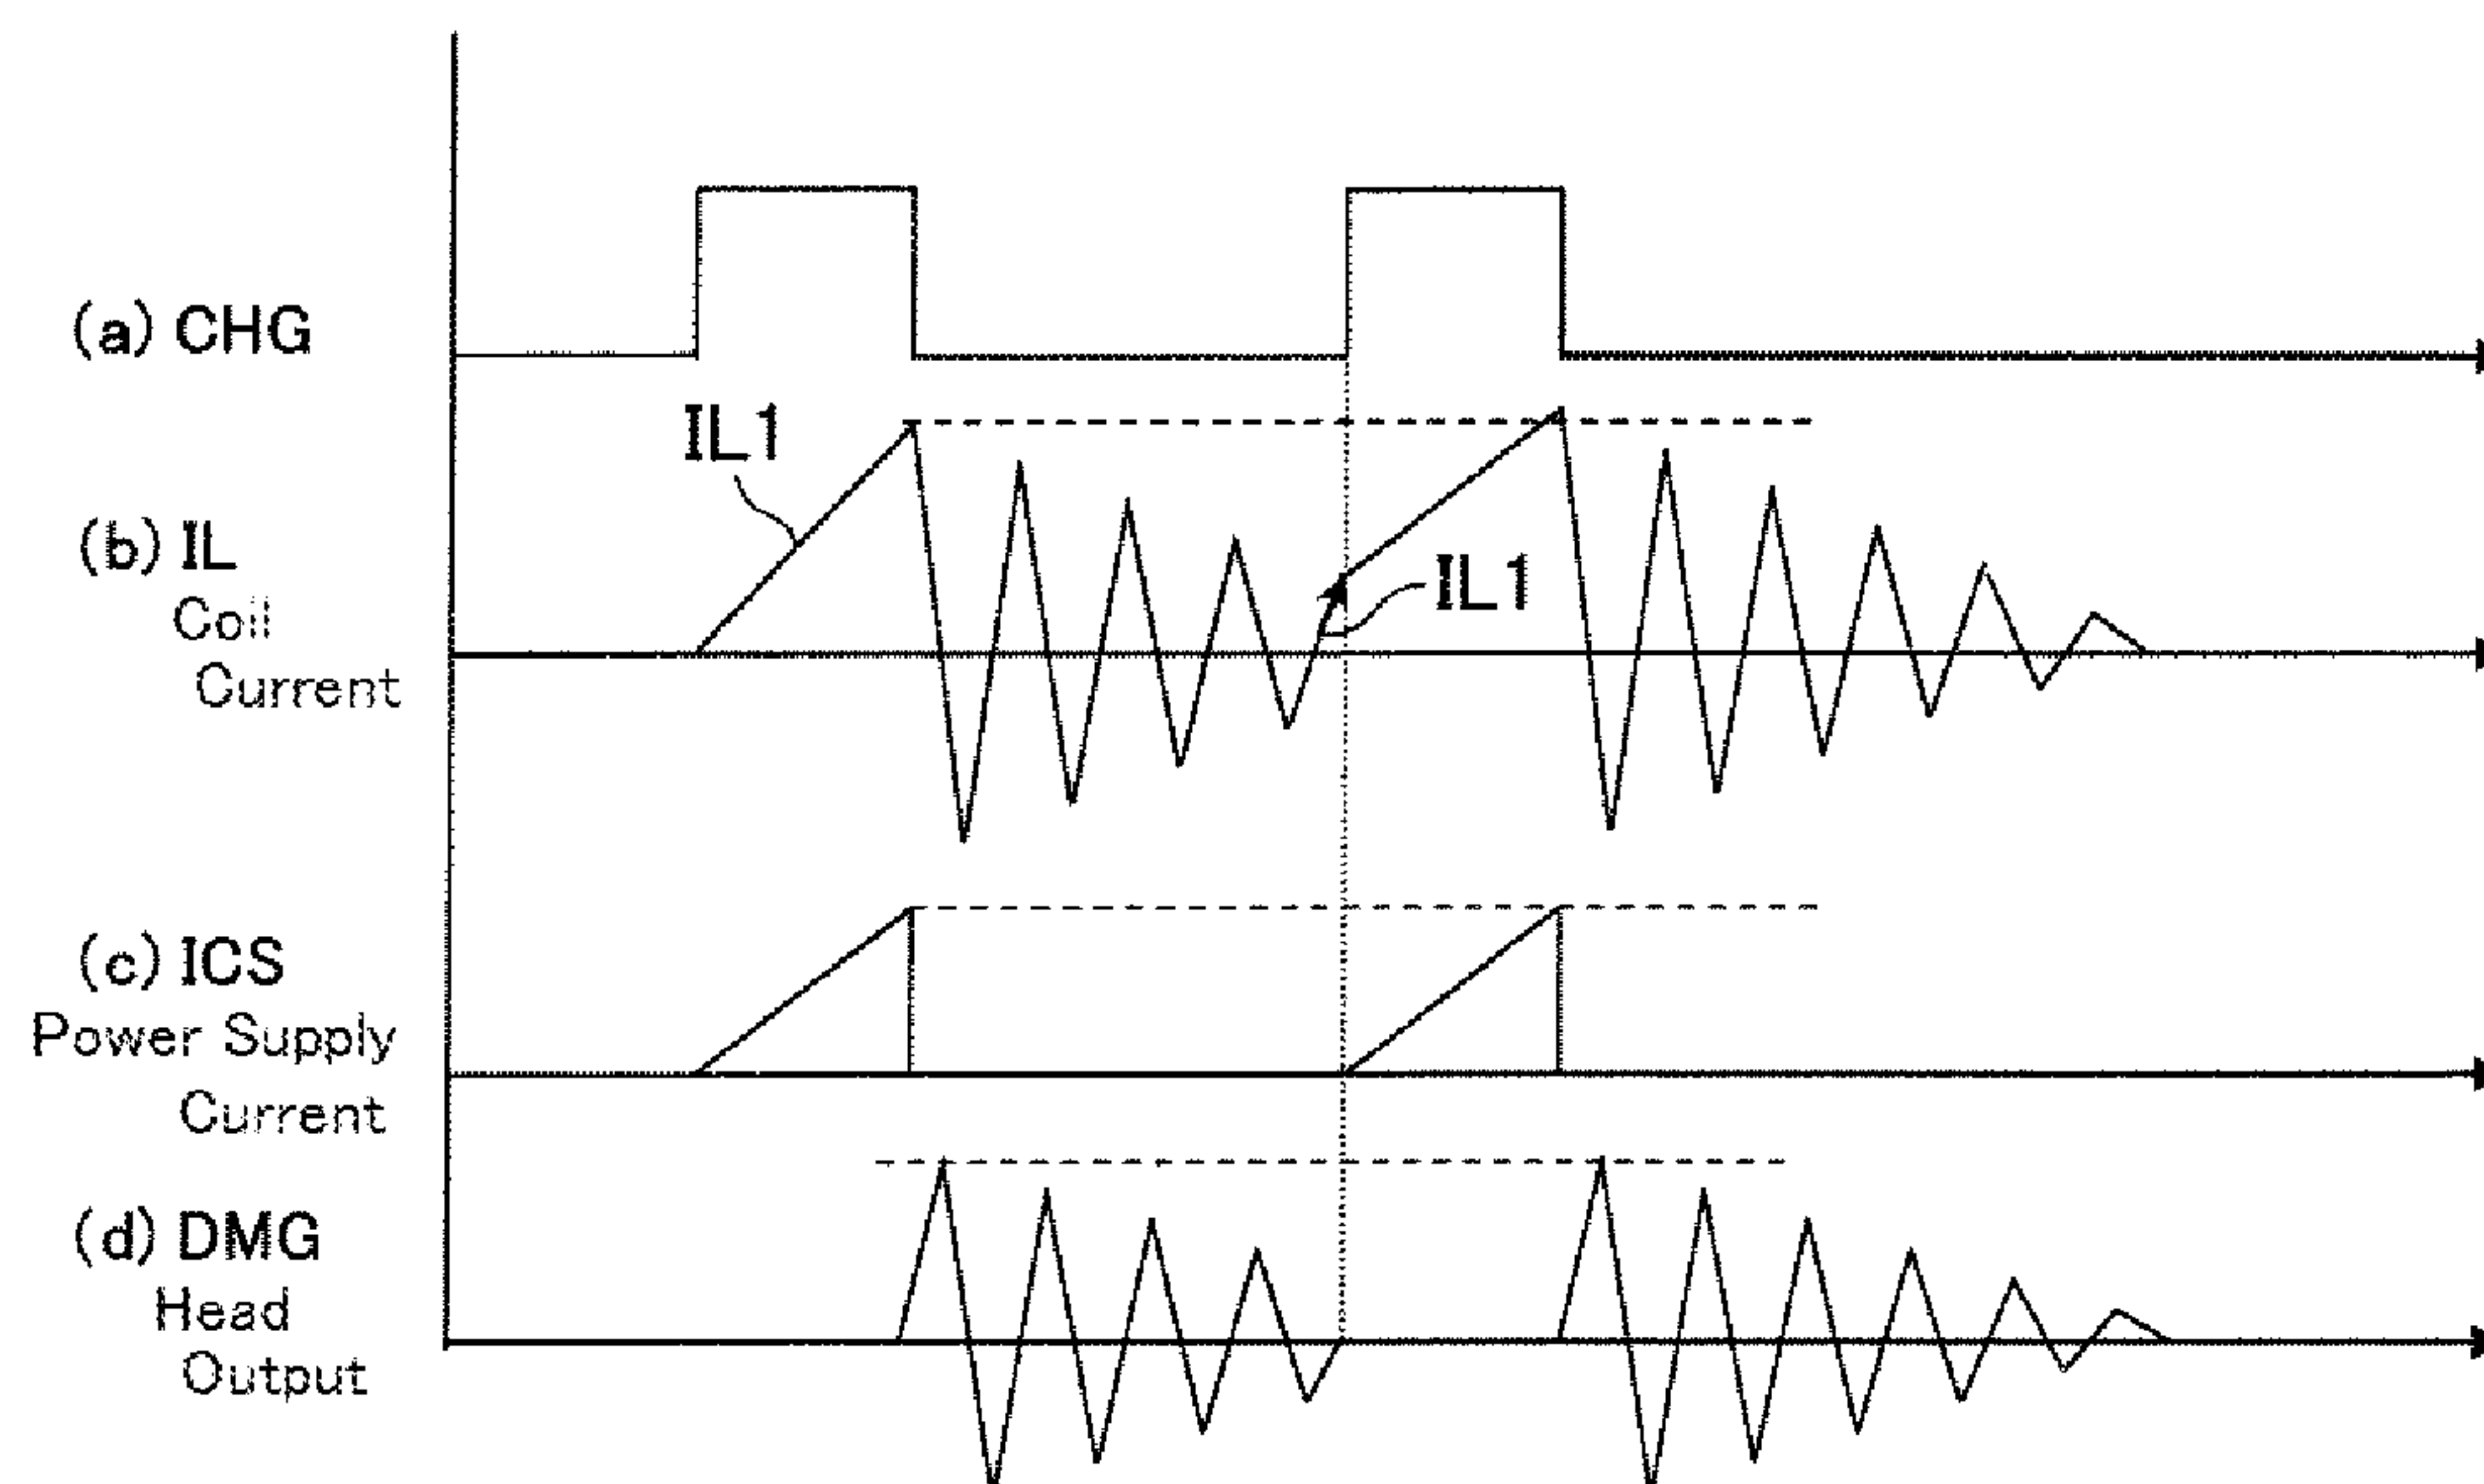 (a) CHG
IL1
(b) IL
Coil
Current
IL1
(c) ICS
Power Supply
Current
(d) DMG
Head
Output